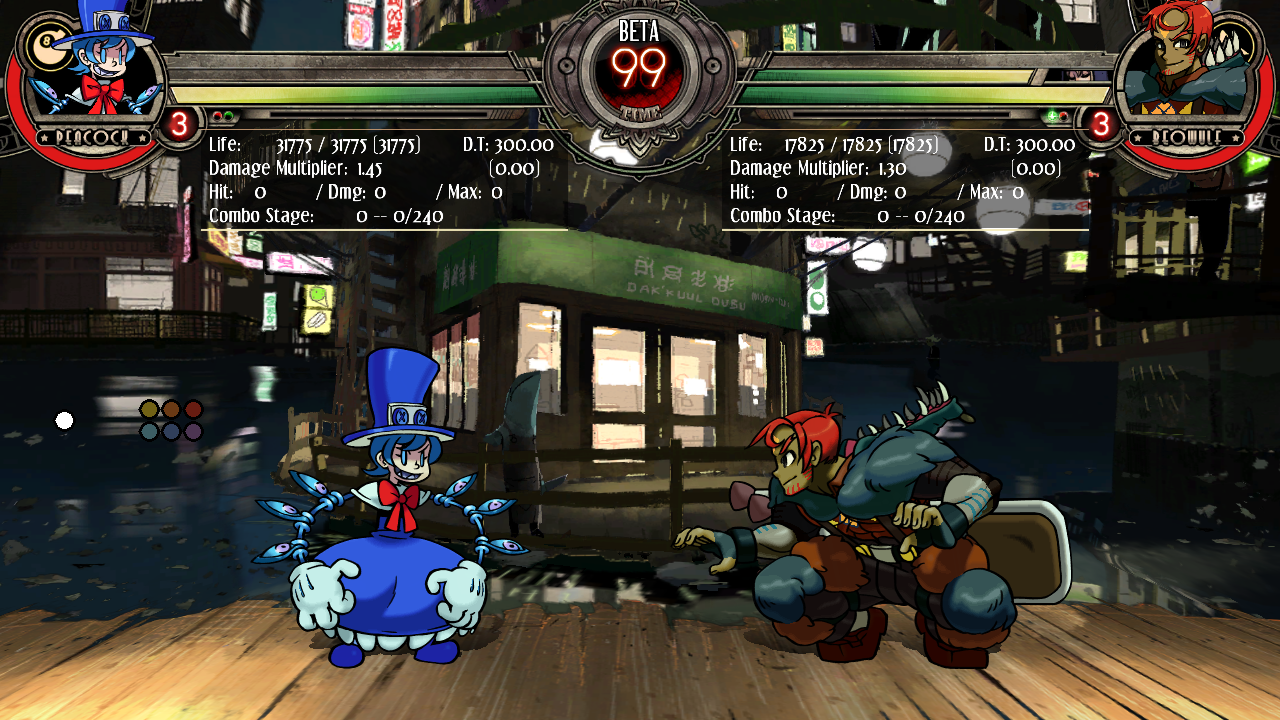 BETA
99
TIME
PEACOCK
BEOWULF
3
3
Life: 31775 / 31775 [31775] D.T: 300.00
Damage Multiplier: 1.45 [0.00]
Hit: 0 / Dmg: 0 / Max: 0
Combo Stage: 0 -- 0/240
Life: 17825 / 17825 [17825] D.T: 300.00
Damage Multiplier: 1.30 [0.00]
Hit: 0 / Dmg: 0 / Max: 0
Combo Stage: 0 -- 0/240
DAK'KUUL OUSU